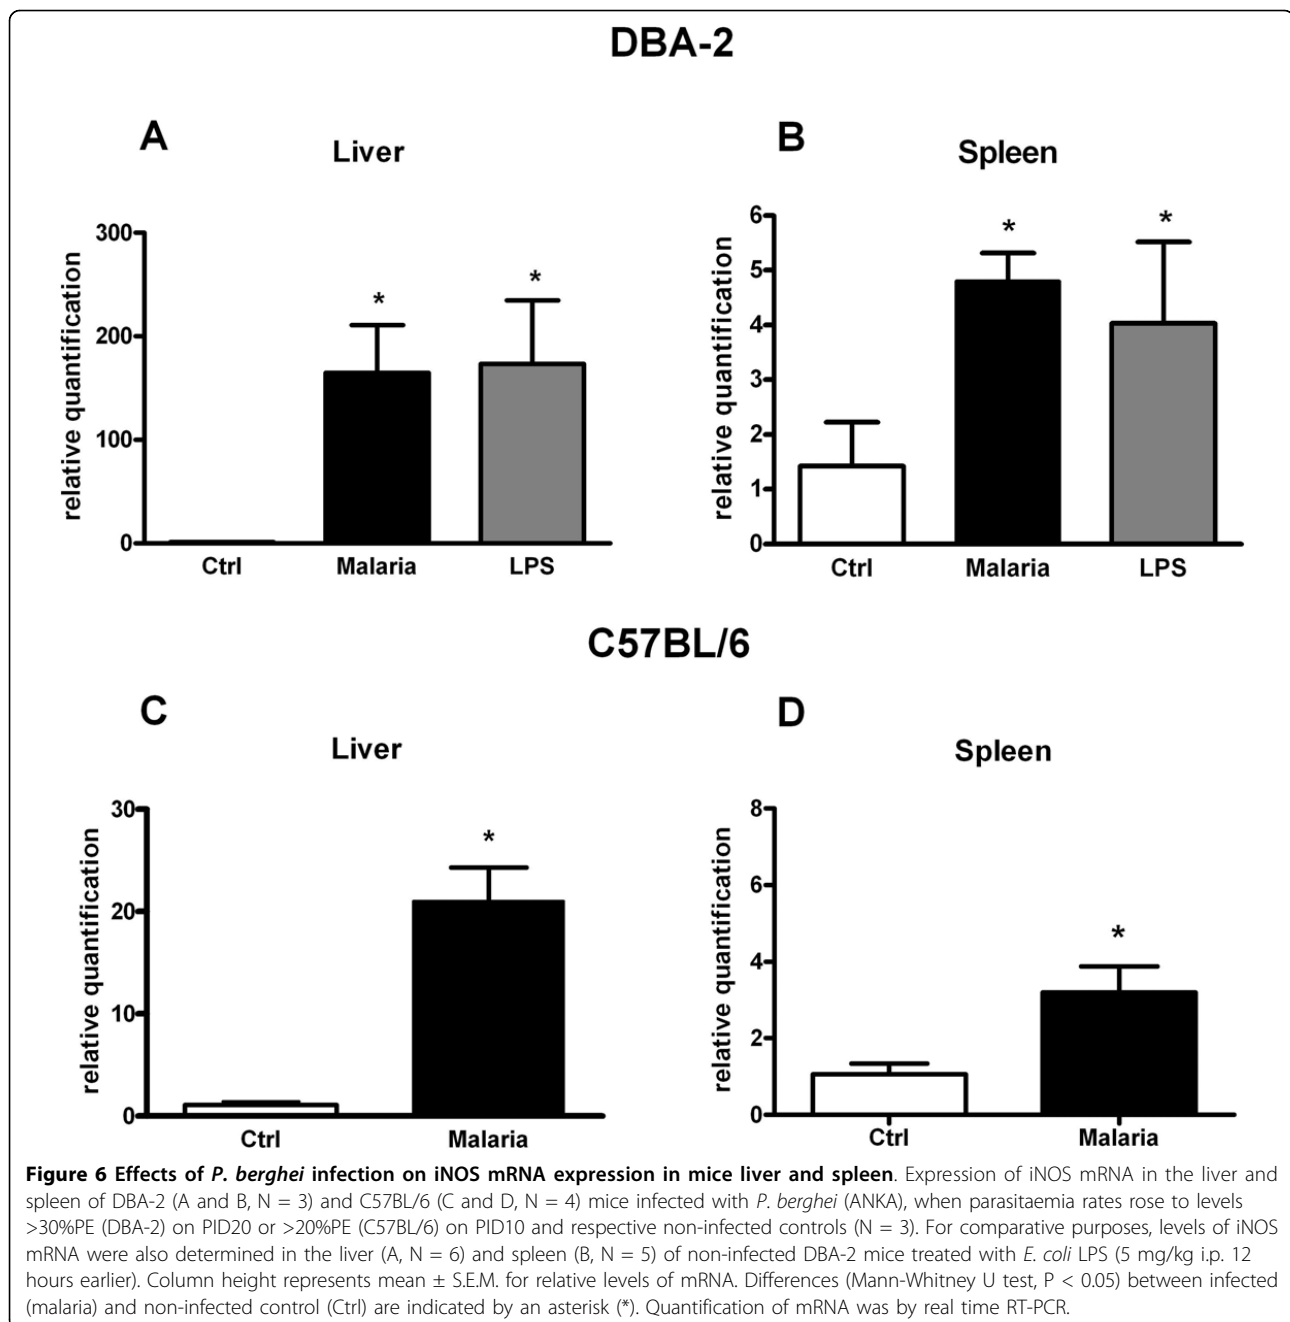 DBA-2
A
Liver
relative quantification
300
200
100
0
*
*
Ctrl Malaria LPS
B
Spleen
relative quantification
6
5
4
3
2
1
0
*
*
Ctrl Malaria LPS
C57BL/6
C
Liver
relative quantification
30
20
10
0
*
Ctrl Malaria
D
Spleen
relative quantification
8
6
4
2
0
*
Ctrl Malaria
Figure 6 Effects of P. berghei infection on iNOS mRNA expression in mice liver and spleen. Expression of iNOS mRNA in the liver and
spleen of DBA-2 (A and B, N = 3) and C57BL/6 (C and D, N = 4) mice infected with P. berghei (ANKA), when parasitaemia rates rose to levels
>30%PE (DBA-2) on PID20 or >20%PE (C57BL/6) on PID10 and respective non-infected controls (N = 3). For comparative purposes, levels of iNOS
mRNA were also determined in the liver (A, N = 6) and spleen (B, N = 5) of non-infected DBA-2 mice treated with E. coli LPS (5 mg/kg i.p. 12
hours earlier). Column height represents mean ± S.E.M. for relative levels of mRNA. Differences (Mann-Whitney U test, P < 0.05) between infected
(malaria) and non-infected control (Ctrl) are indicated by an asterisk (*). Quantification of mRNA was by real time RT-PCR.